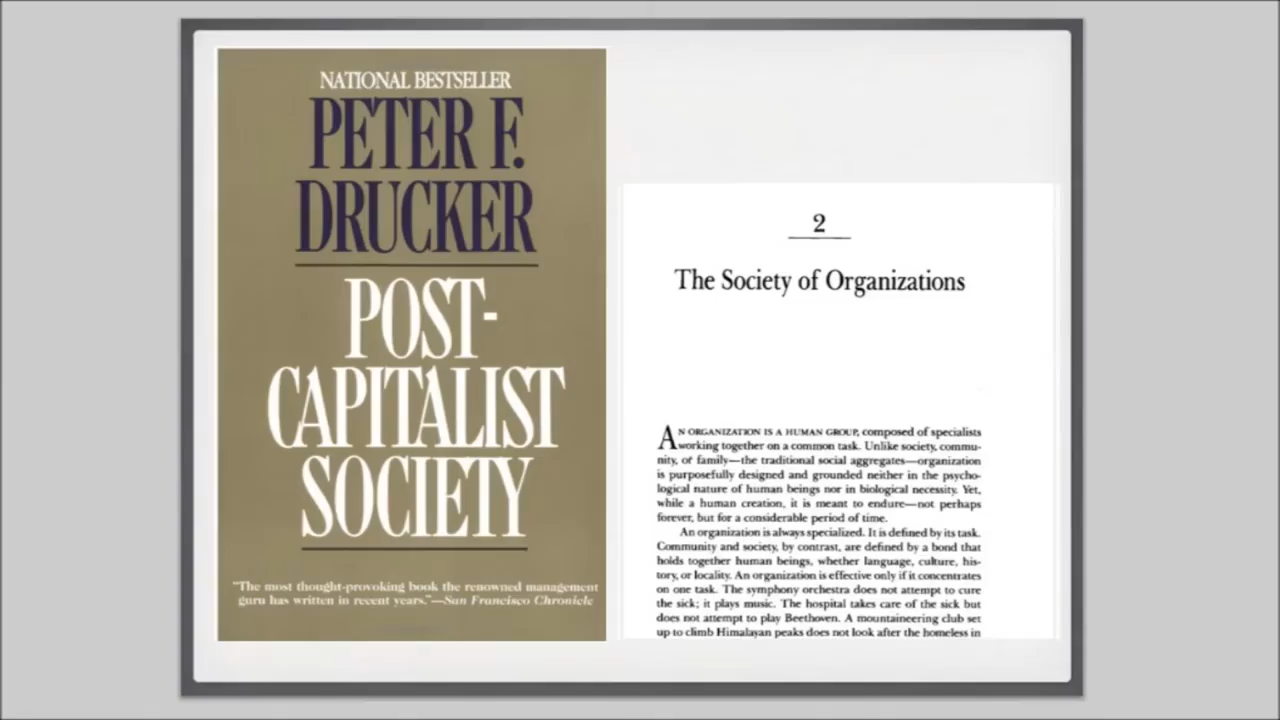 NATIONAL BESTSELLER
PETER F.
DRUCKER
POST-
CAPITALIST
SOCIETY
"The most thought-provoking book the renowned management
guru has written in recent years."—San Francisco Chronicle
2
The Society of Organizations
AN ORGANIZATION IS A HUMAN GROUP, composed of specialists
working together on a common task. Unlike society, commu-
nity, or family—the traditional social aggregates—organization
is purposefully designed and grounded neither in the psycho-
logical nature of human beings nor in biological necessity. Yet,
while a human creation, it is meant to endure—not perhaps
forever, but for a considerable period of time.
An organization is always specialized. It is defined by its task.
Community and society, by contrast, are defined by a bond that
holds together human beings, whether language, culture, his-
tory, or locality. An organization is effective only if it concentrates
on one task. The symphony orchestra does not attempt to cure
the sick; it plays music. The hospital takes care of the sick but
does not attempt to play Beethoven. A mountaineering club set
up to climb Himalayan peaks does not look after the homeless in